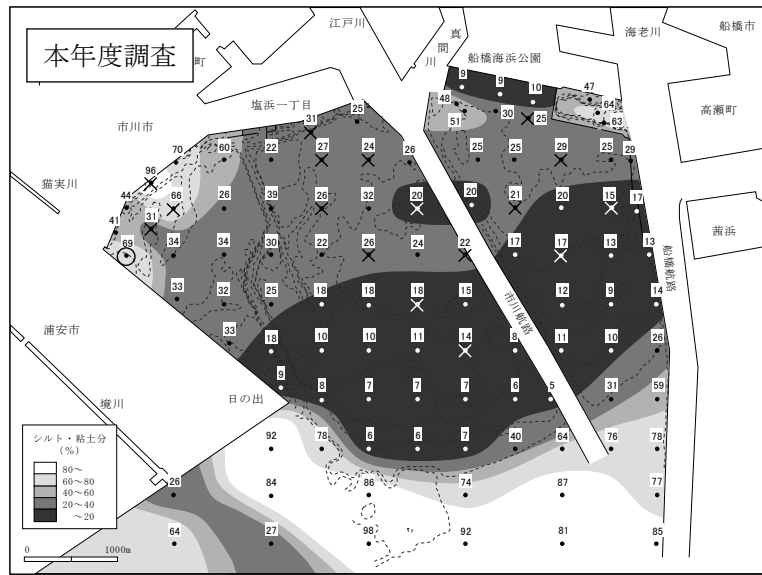 本年度調査
町
江戸川
真間川
船橋海浜公園
海老川
船橋市
高瀬町
塩浜一丁目
市川市
猫実川
茜浜
船橋航路
市川航路
浦安市
境川
日の出
9 9 10 47
48 64
51 30 25 63
31 25
70 60 22 27 24 26 25 25 29 25 29
96
44 66 26 39 26 32 20 20 21 20 15 17
41 31
69 34 34 30 22 26 24 22 17 17 13 13
33 32 25 18 18 18 15 12 9 14
33 18 10 10 11 14 8 11 10 26
9 8 7 7 7 6 5 31 59
92 78 6 6 7 40 64 76 78
26 84 86 74 87 77
64 27 98 92 81 85
シルト・粘土分
(%)
80～
60～80
40～60
20～40
～20
0 1000m